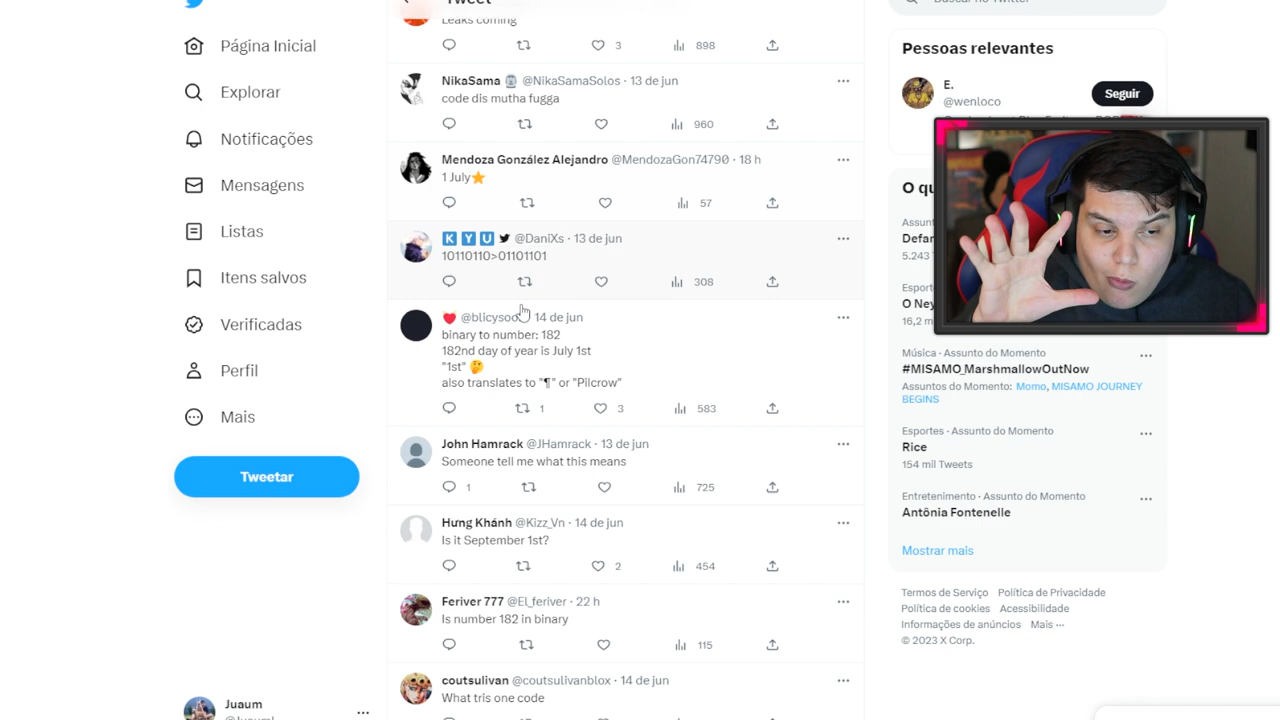 Tweet
Leaks coming
3 898
NikaSama @NikaSamaSolos · 13 de jun
code dis mutha fugga
960
Mendoza González Alejandro @MendozaGon74790 · 18 h
1 July⭐
57
K Y U @DaniXs · 13 de jun
10110110>01101101
308
@blicysoo 14 de jun
binary to number: 182
182nd day of year is July 1st
"1st" 🤔
also translates to "¶" or "Pilcrow"
1 3 583
John Hamrack @JHamrack · 13 de jun
Someone tell me what this means
1 725
Hưng Khánh @Kizz_Vn · 14 de jun
Is it September 1st?
2 454
Feriver 777 @El_feriver · 22 h
Is number 182 in binary
115
coutsulivan @coutsulivanblox · 14 de jun
What tris one code
Página Inicial
Explorar
Notificações
Mensagens
Listas
Itens salvos
Verificadas
Perfil
Mais
Tweetar
Juaum
Buscar no Twitter
Pessoas relevantes
E.
@wenloco
Seguir
O qu
Assunt
Defan
5.243
Esport
O Ney
16,2 m
Música · Assunto do Momento
#MISAMO_MarshmallowOutNow
Assuntos do Momento: Momo, MISAMO JOURNEY
BEGINS
Esportes · Assunto do Momento
Rice
154 mil Tweets
Entretenimento · Assunto do Momento
Antônia Fontenelle
Mostrar mais
Termos de Serviço Política de Privacidade
Política de cookies Acessibilidade
Informações de anúncios Mais ···
© 2023 X Corp.